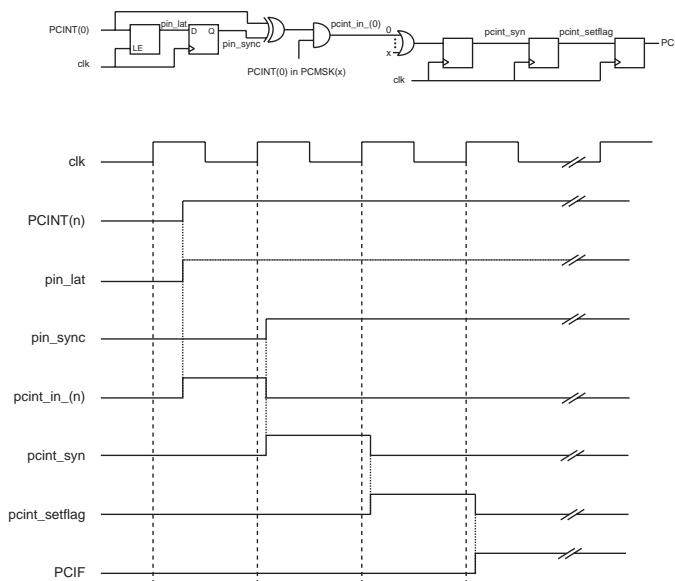 PCINT(0)
pin_lat
LE
D Q
pin_sync
clk
PCINT(0) in PCMSK(x)
pcint_in_(0)
0
x
clk
pcint_syn
pcint_setflag
PC
clk
PCINT(n)
pin_lat
pin_sync
pcint_in_(n)
pcint_syn
pcint_setflag
PCIF